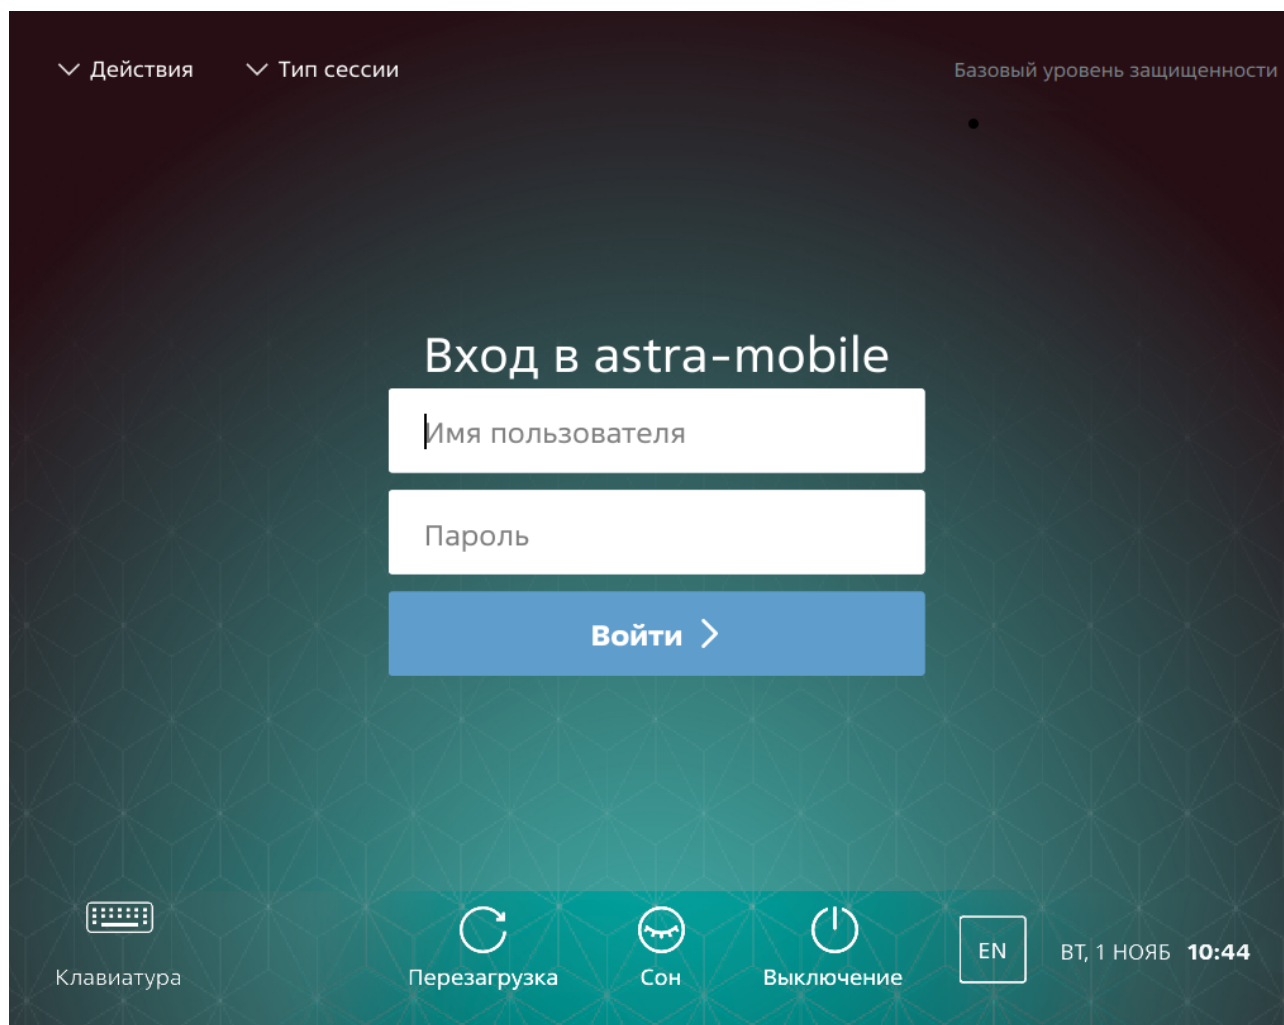 Действия Тип сессии Базовый уровень защищенности
Вход в astra-mobile
Имя пользователя
Пароль
Войти
EN ВТ, 1 НОЯБ 10:44
Клавиатура Перезагрузка Сон Выключение